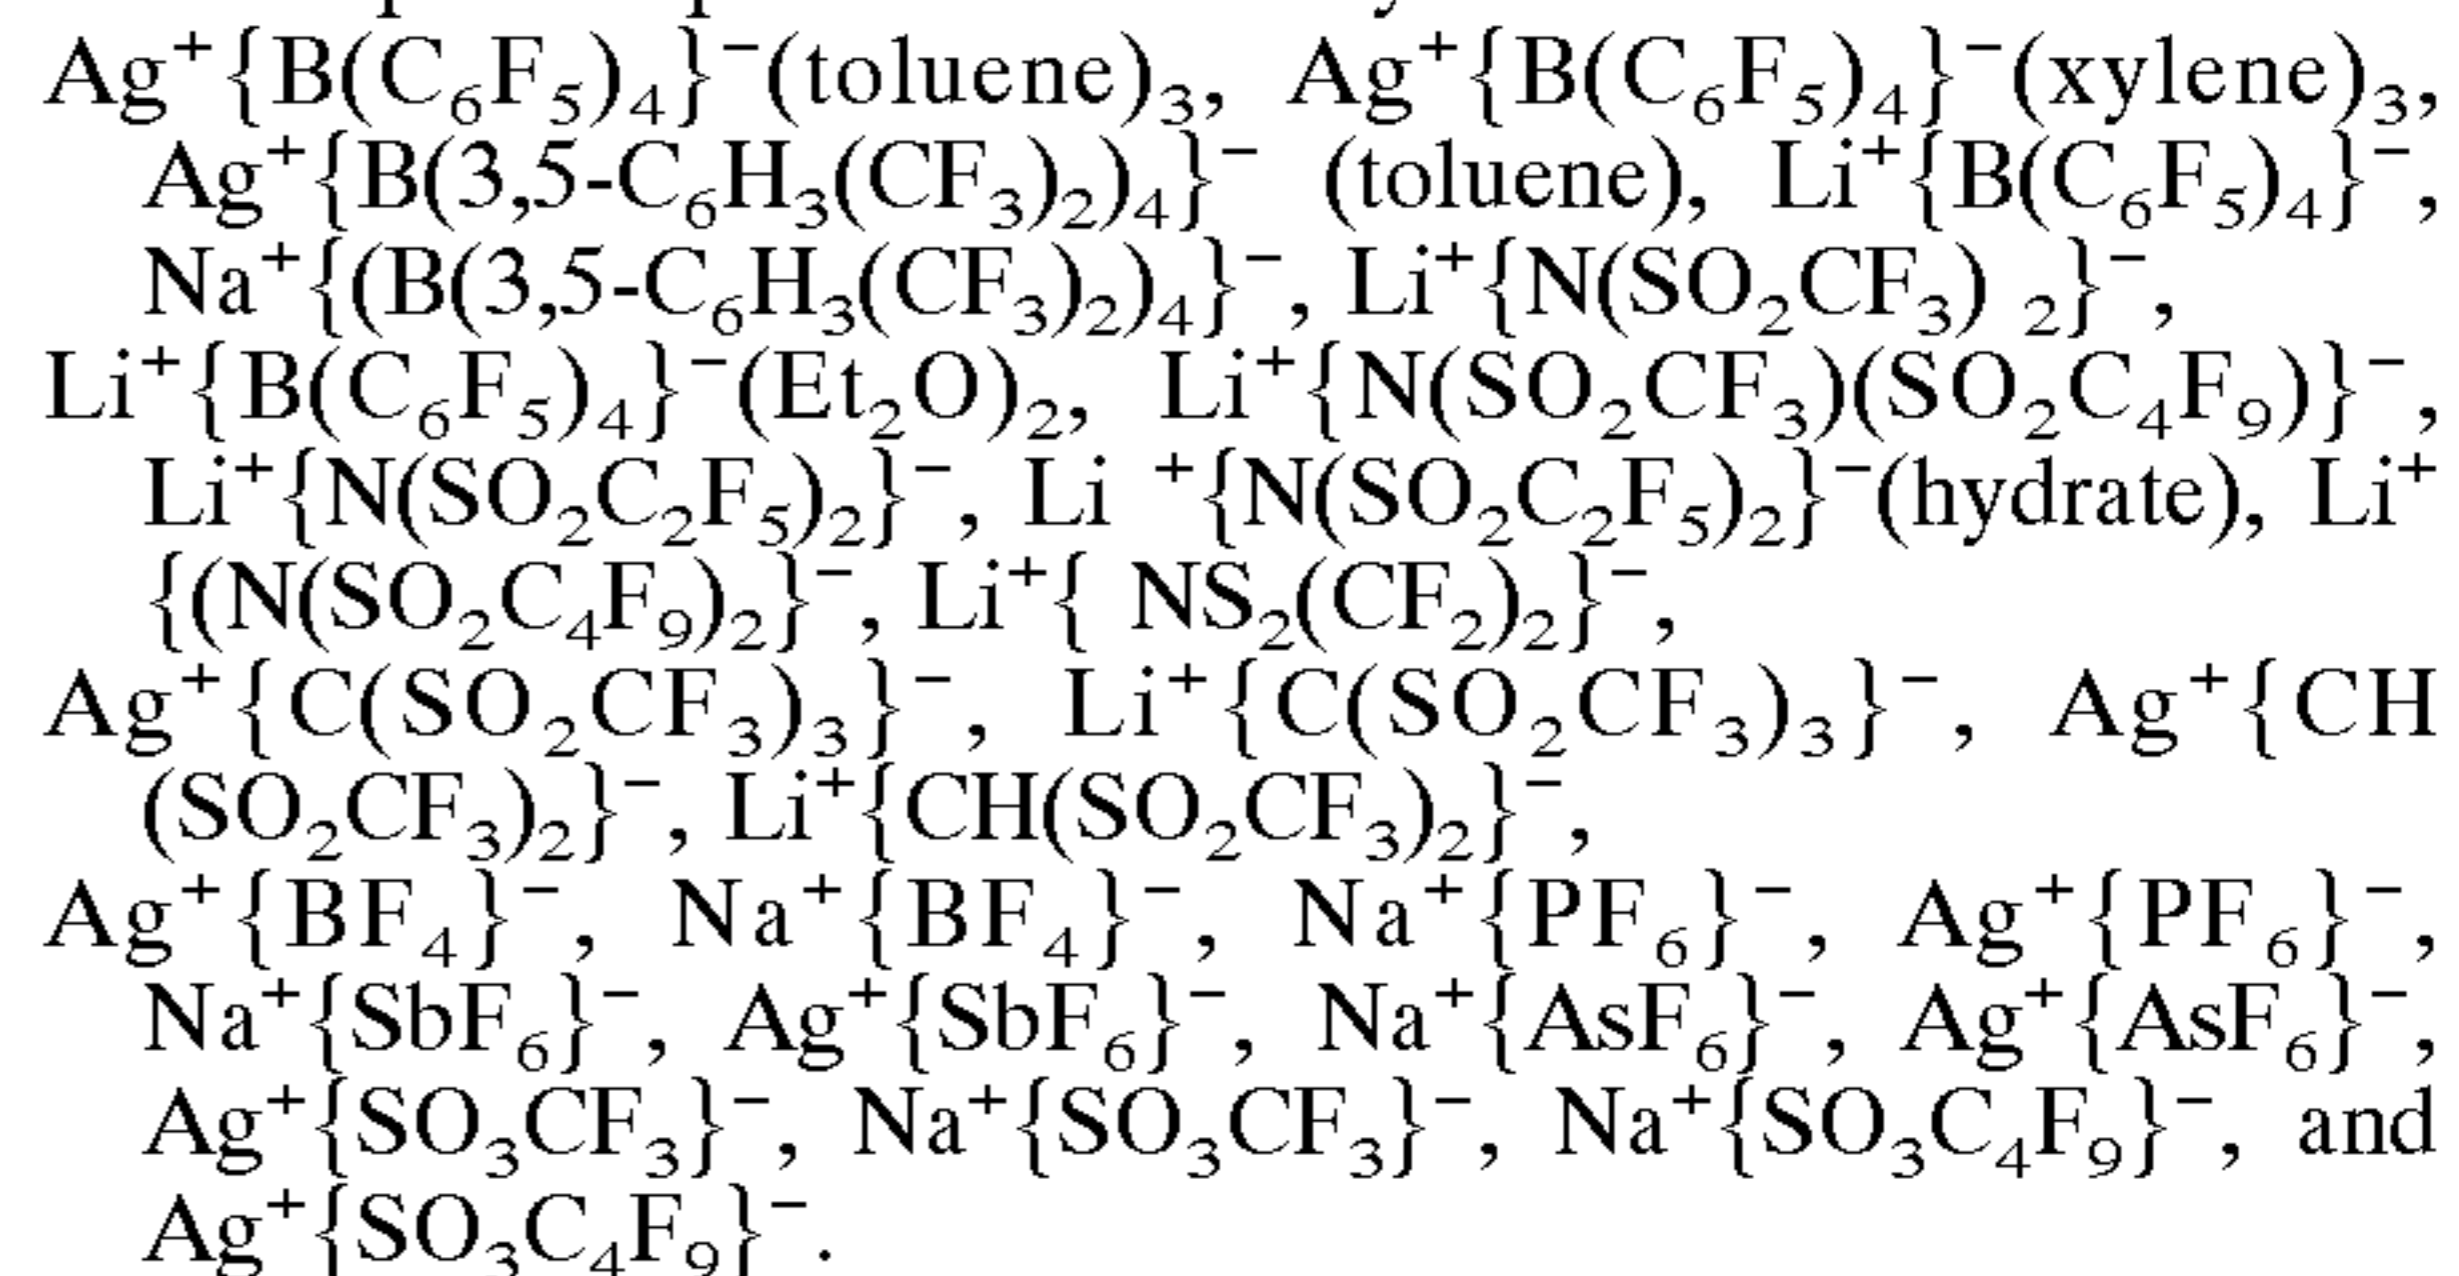 Ag⁺{B(C₆F₅)₄}⁻(toluene)₃, Ag⁺{B(C₆F₅)₄}⁻(xylene)₃,
Ag⁺{B(3,5-C₆H₃(CF₃)₂)₄}⁻ (toluene), Li⁺{B(C₆F₅)₄}⁻,
Na⁺{(B(3,5-C₆H₃(CF₃)₂)₄}⁻, Li⁺{N(SO₂CF₃) ₂}⁻,
Li⁺{B(C₆F₅)₄}⁻(Et₂O)₂, Li⁺{N(SO₂CF₃)(SO₂C₄F₉)}⁻,
Li⁺{N(SO₂C₂F₅)₂}⁻, Li ⁺{N(SO₂C₂F₅)₂}⁻(hydrate), Li⁺
{(N(SO₂C₄F₉)₂}⁻, Li⁺{ NS₂(CF₂)₂}⁻,
Ag⁺{C(SO₂CF₃)₃}⁻, Li⁺{C(SO₂CF₃)₃}⁻, Ag⁺{CH
(SO₂CF₃)₂}⁻, Li⁺{CH(SO₂CF₃)₂}⁻,
Ag⁺{BF₄}⁻, Na⁺{BF₄}⁻, Na⁺{PF₆}⁻, Ag⁺{PF₆}⁻,
Na⁺{SbF₆}⁻, Ag⁺{SbF₆}⁻, Na⁺{AsF₆}⁻, Ag⁺{AsF₆}⁻,
Ag⁺{SO₃CF₃}⁻, Na⁺{SO₃CF₃}⁻, Na⁺{SO₃C₄F₉}⁻, and
Ag⁺{SO₃C₄F₉}⁻.